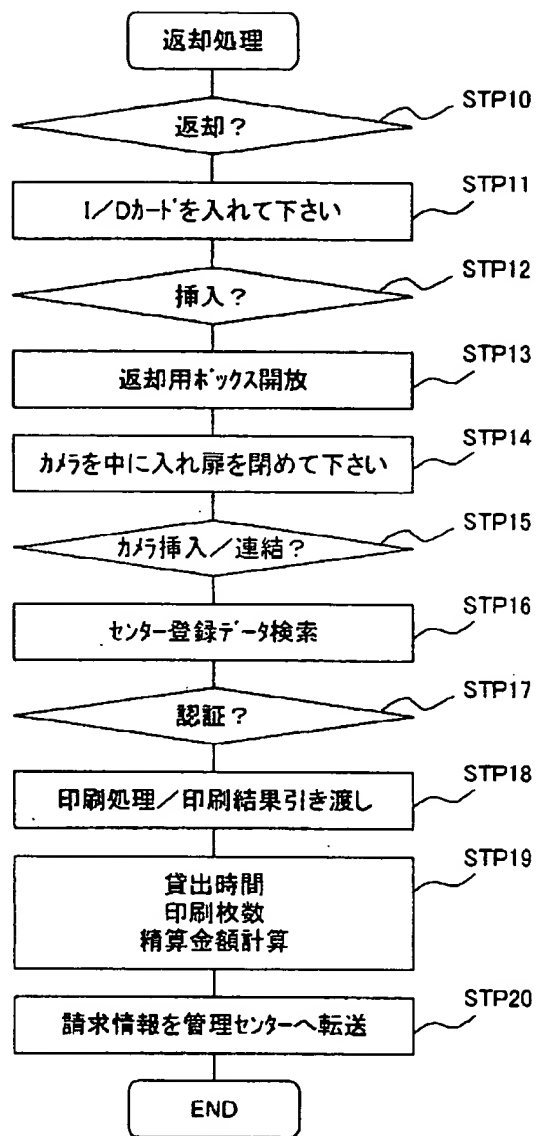 返却処理
STP10
返却？
STP11
I／Dｶｰﾄﾞを入れて下さい
STP12
挿入？
STP13
返却用ﾎﾞｯｸｽ開放
STP14
ｶﾒﾗを中に入れ扉を閉めて下さい
STP15
ｶﾒﾗ挿入／連結？
STP16
ｾﾝﾀｰ登録ﾃﾞｰﾀ検索
STP17
認証？
STP18
印刷処理／印刷結果引き渡し
STP19
貸出時間
印刷枚数
精算金額計算
STP20
請求情報を管理ｾﾝﾀｰへ転送
END